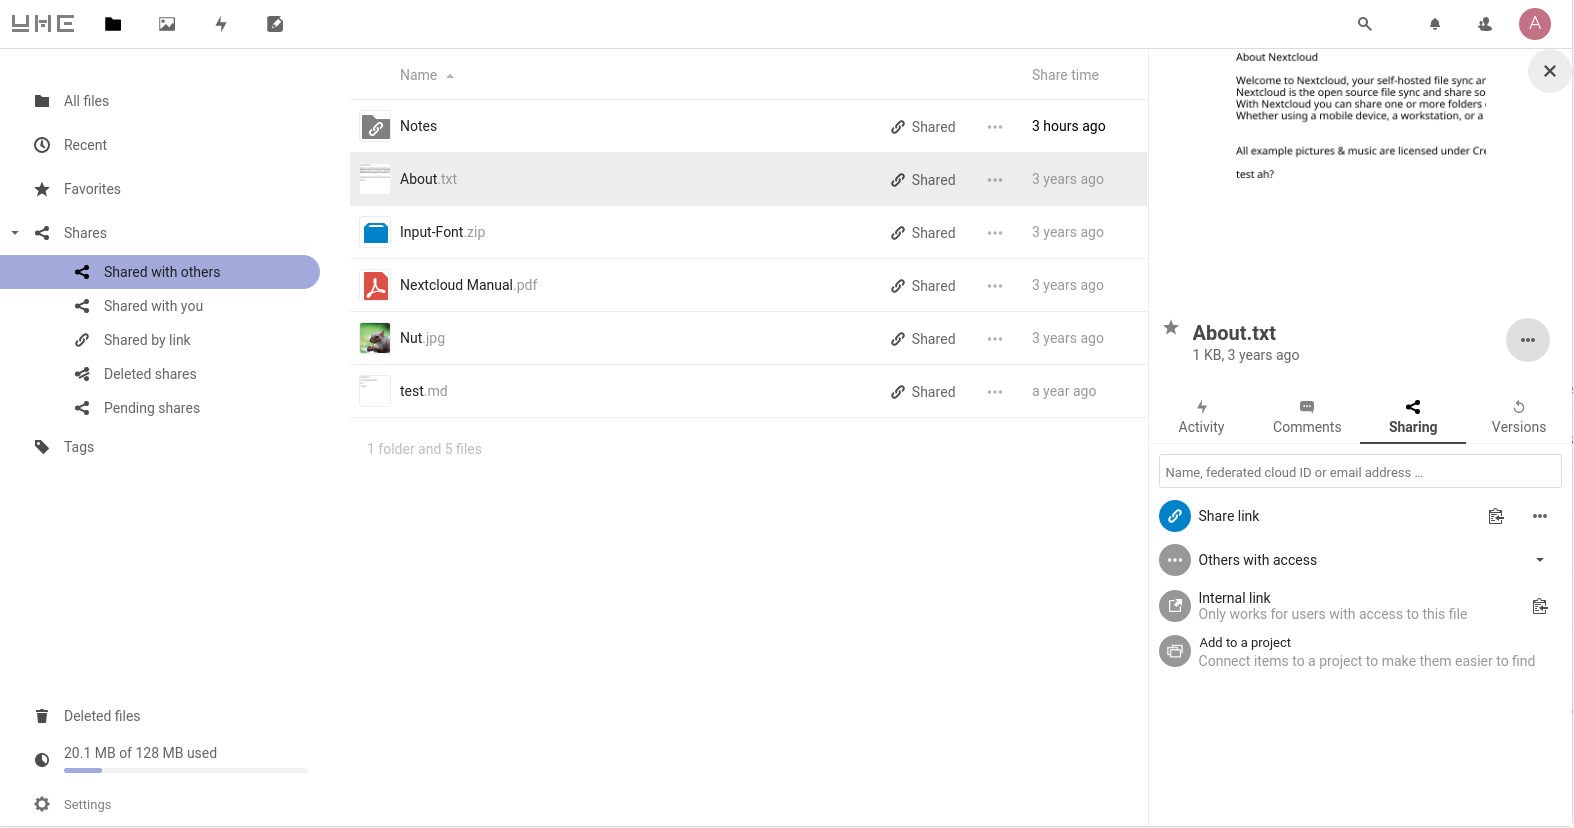 UHE
A
All files
Recent
Favorites
Shares
Shared with others
Shared with you
Shared by link
Deleted shares
Pending shares
Tags
Deleted files
20.1 MB of 128 MB used
Settings
Name
Share time
Notes
Shared
3 hours ago
About.txt
Shared
3 years ago
Input-Font.zip
Shared
3 years ago
Nextcloud Manual.pdf
Shared
3 years ago
Nut.jpg
Shared
3 years ago
test.md
Shared
a year ago
1 folder and 5 files
About Nextcloud
Welcome to Nextcloud, your self-hosted file sync
Nextcloud is the open source file sync and share
With Nextcloud you can share one or more folders
Whether using a mobile device, a workstation, or a
All example pictures & music are licensed under
test ah?
About.txt
1 KB, 3 years ago
Activity
Comments
Sharing
Versions
Name, federated cloud ID or email address ...
Share link
Others with access
Internal link
Only works for users with access to this file
Add to a project
Connect items to a project to make them easier to find